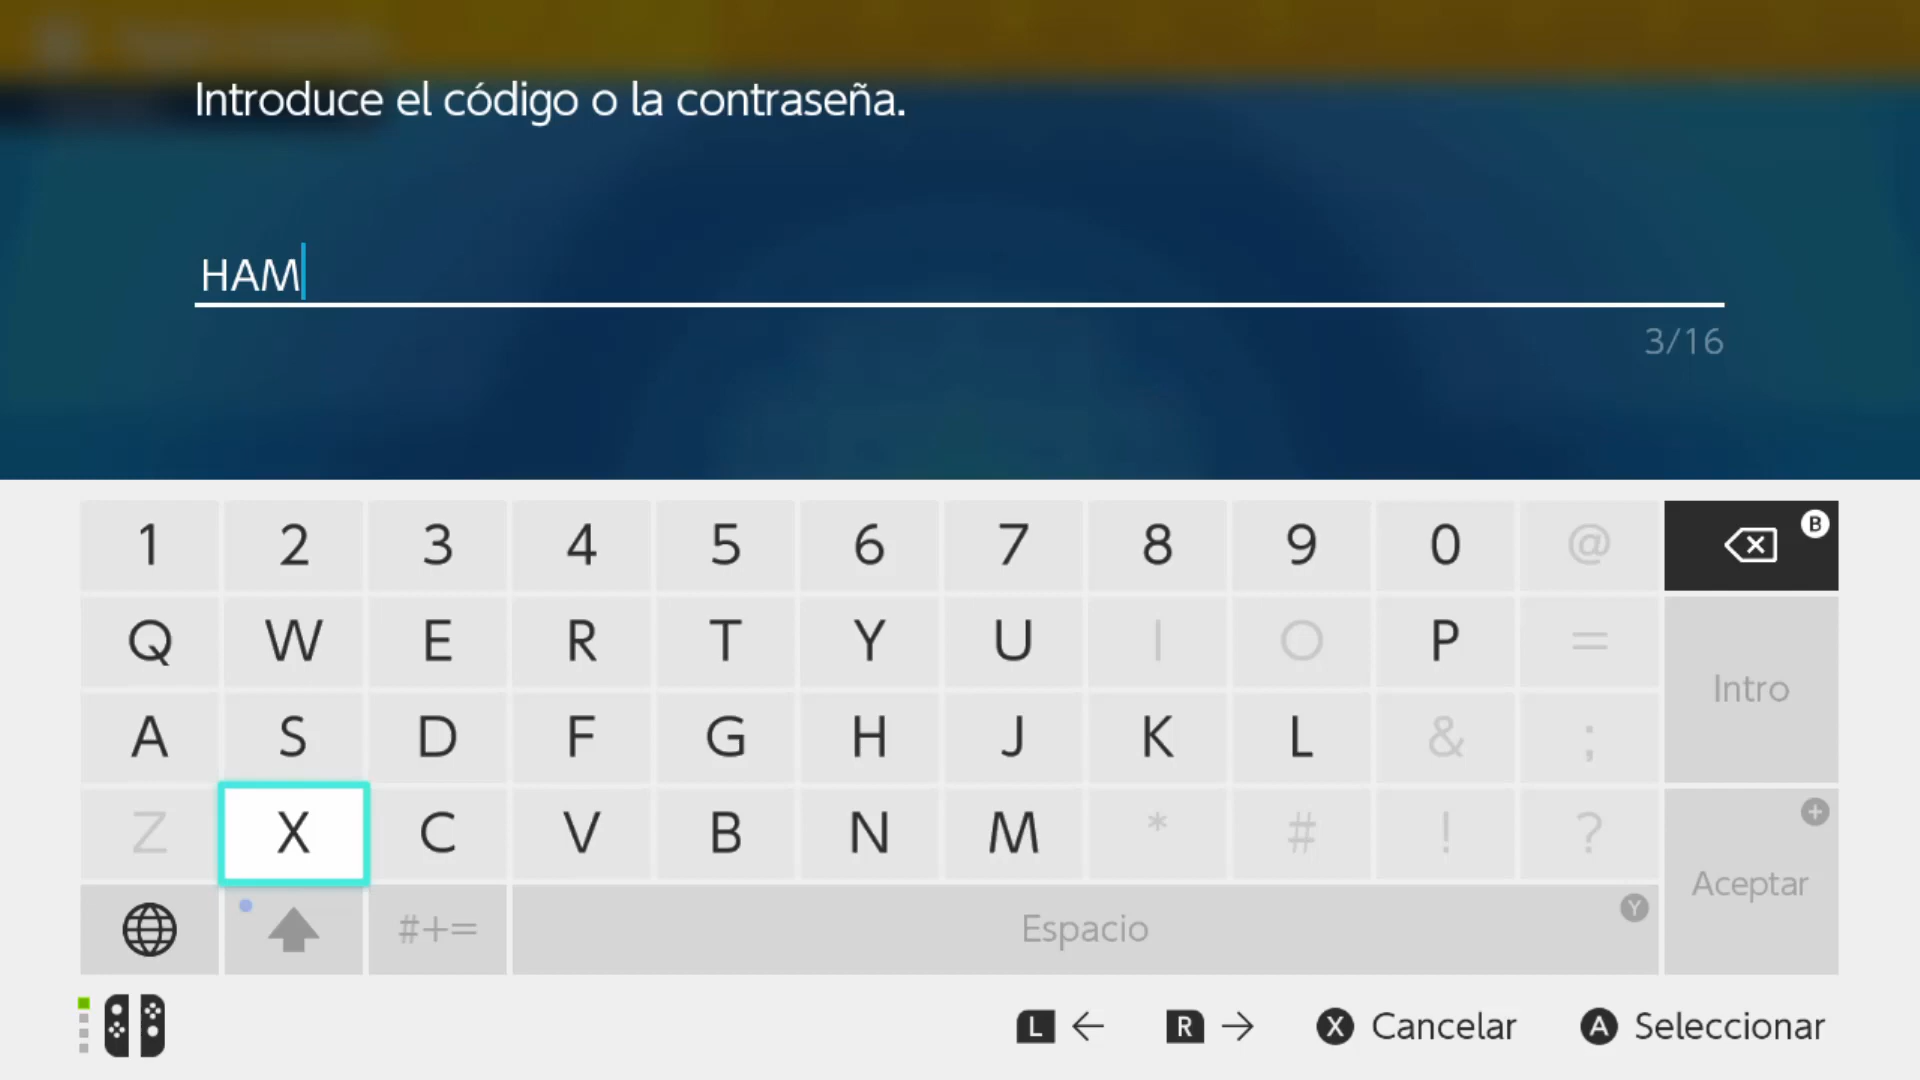 Introduce el código o la contraseña.
HAM
3/16
1 2 3 4 5 6 7 8 9 0 @ B
Q W E R T Y U I O P =
Intro
A S D F G H J K L & ;
Z X C V B N M * # ! ? +
Aceptar
#+= Espacio Y
L ← R → X Cancelar A Seleccionar